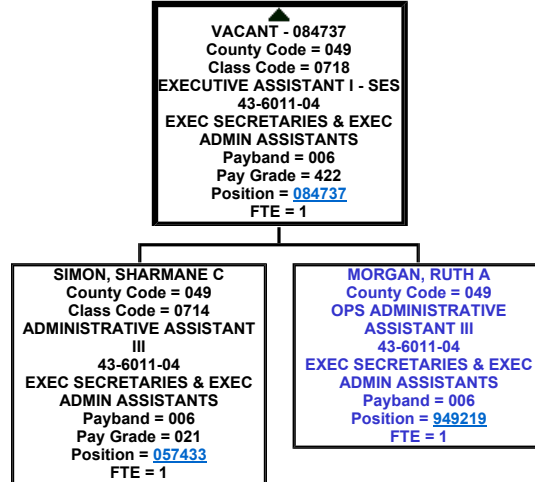 VACANT - 084737
County Code = 049
Class Code = 0718
EXECUTIVE ASSISTANT I - SES
43-6011-04
EXEC SECRETARIES & EXEC
ADMIN ASSISTANTS
Payband = 006
Pay Grade = 422
Position = 084737
FTE = 1
SIMON, SHARMANE C
County Code = 049
Class Code = 0714
ADMINISTRATIVE ASSISTANT
III
43-6011-04
EXEC SECRETARIES & EXEC
ADMIN ASSISTANTS
Payband = 006
Pay Grade = 021
Position = 057433
FTE = 1
MORGAN, RUTH A
County Code = 049
OPS ADMINISTRATIVE
ASSISTANT III
43-6011-04
EXEC SECRETARIES & EXEC
ADMIN ASSISTANTS
Payband = 006
Position = 949219
FTE = 1